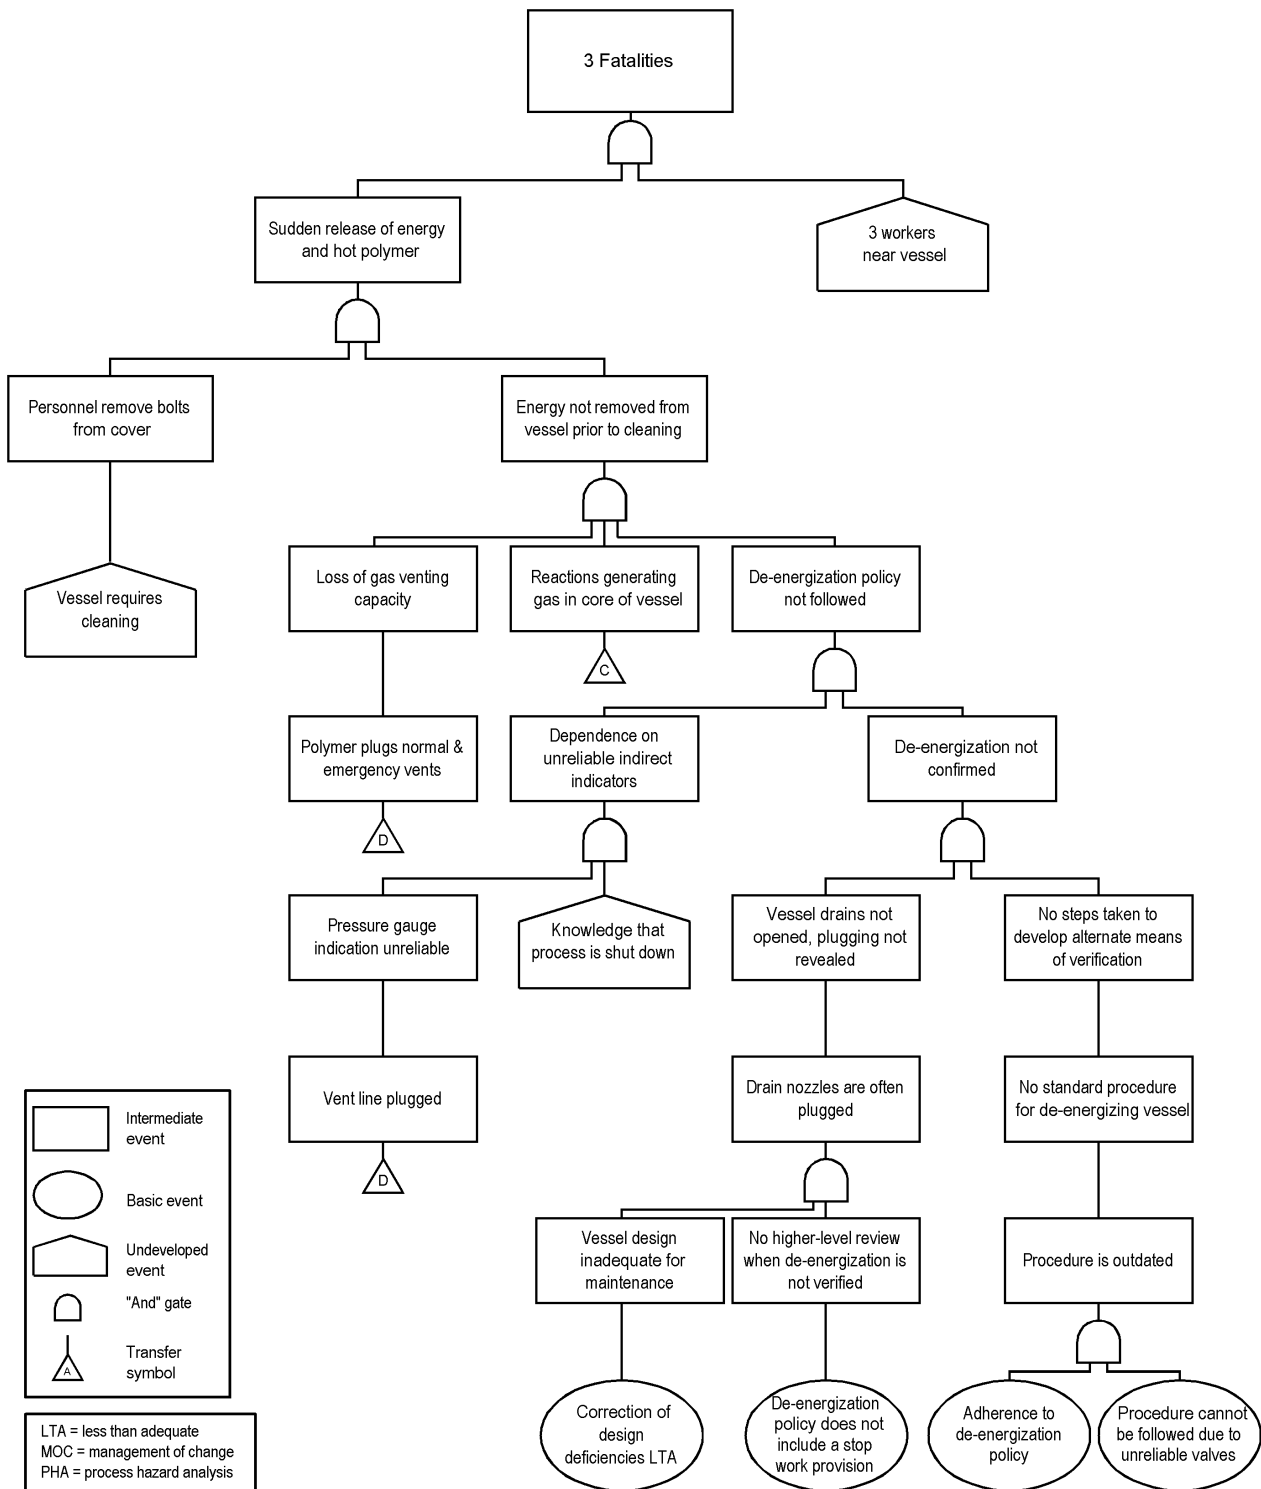 3 Fatalities
Sudden release of energy
and hot polymer
3 workers
near vessel
Personnel remove bolts
from cover
Energy not removed from
vessel prior to cleaning
Vessel requires
cleaning
Loss of gas venting
capacity
Reactions generating
gas in core of vessel
De-energization policy
not followed
C
Polymer plugs normal &
emergency vents
Dependence on
unreliable indirect
indicators
De-energization not
confirmed
D
Pressure gauge
indication unreliable
Knowledge that
process is shut down
Vessel drains not
opened, plugging not
revealed
No steps taken to
develop alternate means
of verification
Vent line plugged
Drain nozzles are often
plugged
No standard procedure
for de-energizing vessel
D
Vessel design
inadequate for
maintenance
No higher-level review
when de-energization is
not verified
Procedure is outdated
Correction of
design
deficiencies LTA
De-energization
policy does not
include a stop
work provision
Adherence to
de-energization
policy
Procedure cannot
be followed due to
unreliable valves
Intermediate
event
Basic event
Undeveloped
event
"And" gate
Transfer
symbol
A
LTA = less than adequate
MOC = management of change
PHA = process hazard analysis